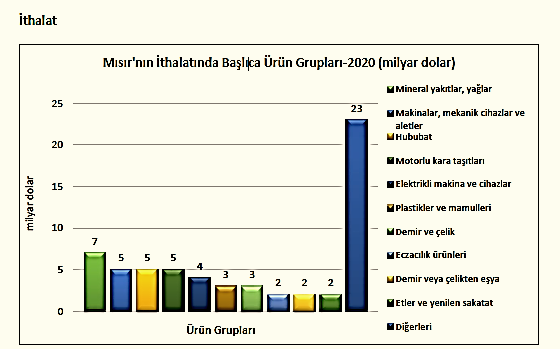 İthalat
Mısır'nın İthalatında Başlıca Ürün Grupları-2020 (milyar dolar)
milyar dolar
25
20
15
10
5
0
7
5
5
5
4
3
3
2
2
2
23
Ürün Grupları
Mineral yakıtlar, yağlar
Makinalar, mekanik cihazlar ve
aletler
Hububat
Motorlu kara taşıtları
Elektrikli makina ve cihazlar
Plastikler ve mamulleri
Demir ve çelik
Eczacılık ürünleri
Demir veya çelikten eşya
Etler ve yenilen sakatat
Diğerleri